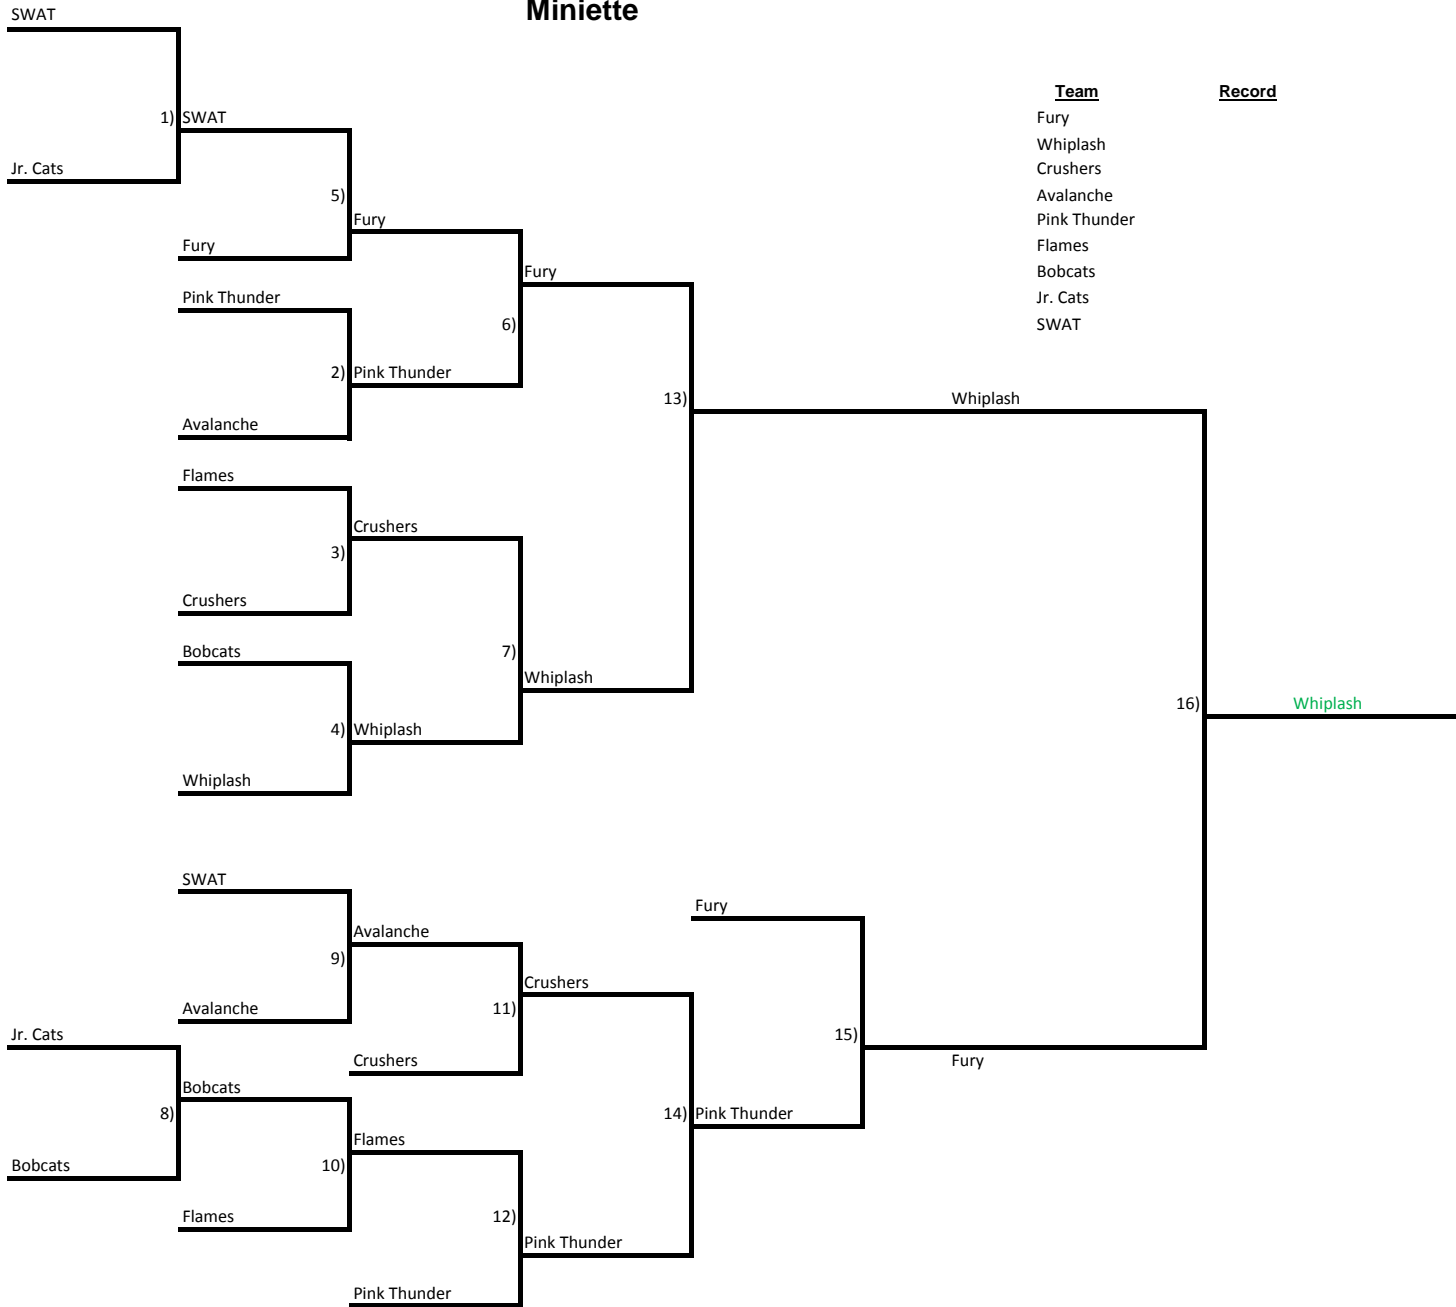 Miniette
SWAT
Team Record
1) SWAT
Fury
Whiplash
Jr. Cats
Crushers
5)
Avalanche
Fury
Pink Thunder
Fury
Flames
Fury
Bobcats
Pink Thunder
Jr. Cats
6)
SWAT
2) Pink Thunder
13)
Whiplash
Avalanche
Flames
Crushers
3)
Crushers
Bobcats
7)
Whiplash
16)
Whiplash
4) Whiplash
Whiplash
SWAT
Fury
Avalanche
9)
Crushers
Avalanche
11)
Jr. Cats
15)
Crushers
Fury
Bobcats
8)
14) Pink Thunder
Flames
Bobcats
10)
Flames
12)
Pink Thunder
Pink Thunder